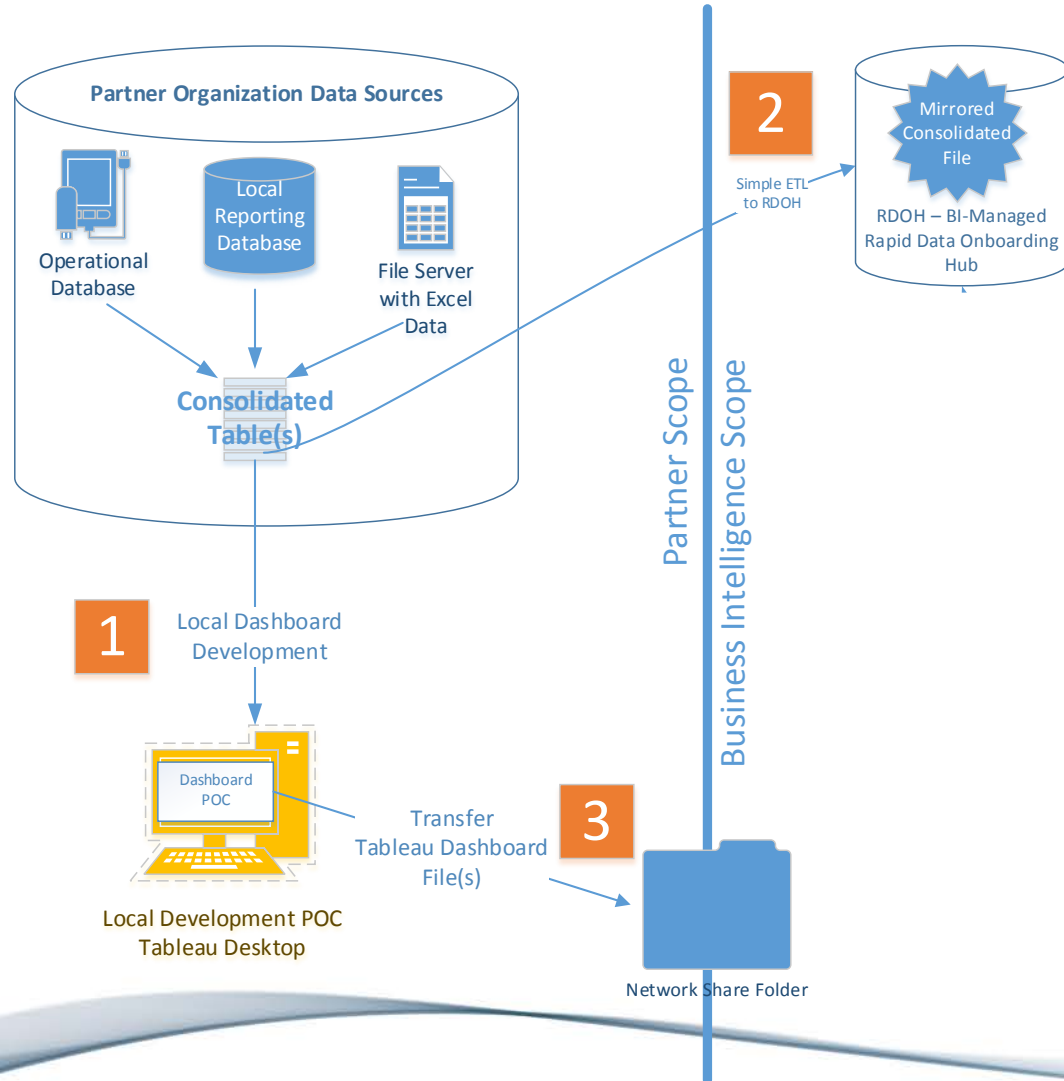 Partner Organization Data Sources
Operational
Database
Local
Reporting
Database
File Server
with Excel
Data
Consolidated
Table(s)
2
Simple ETL
to RDOH
Mirrored
Consolidated
File
RDOH – BI-Managed
Rapid Data Onboarding
Hub
Partner Scope
Business Intelligence Scope
1
Local Dashboard
Development
Dashboard
POC
Local Development POC
Tableau Desktop
3
Transfer
Tableau Dashboard
File(s)
Network Share Folder